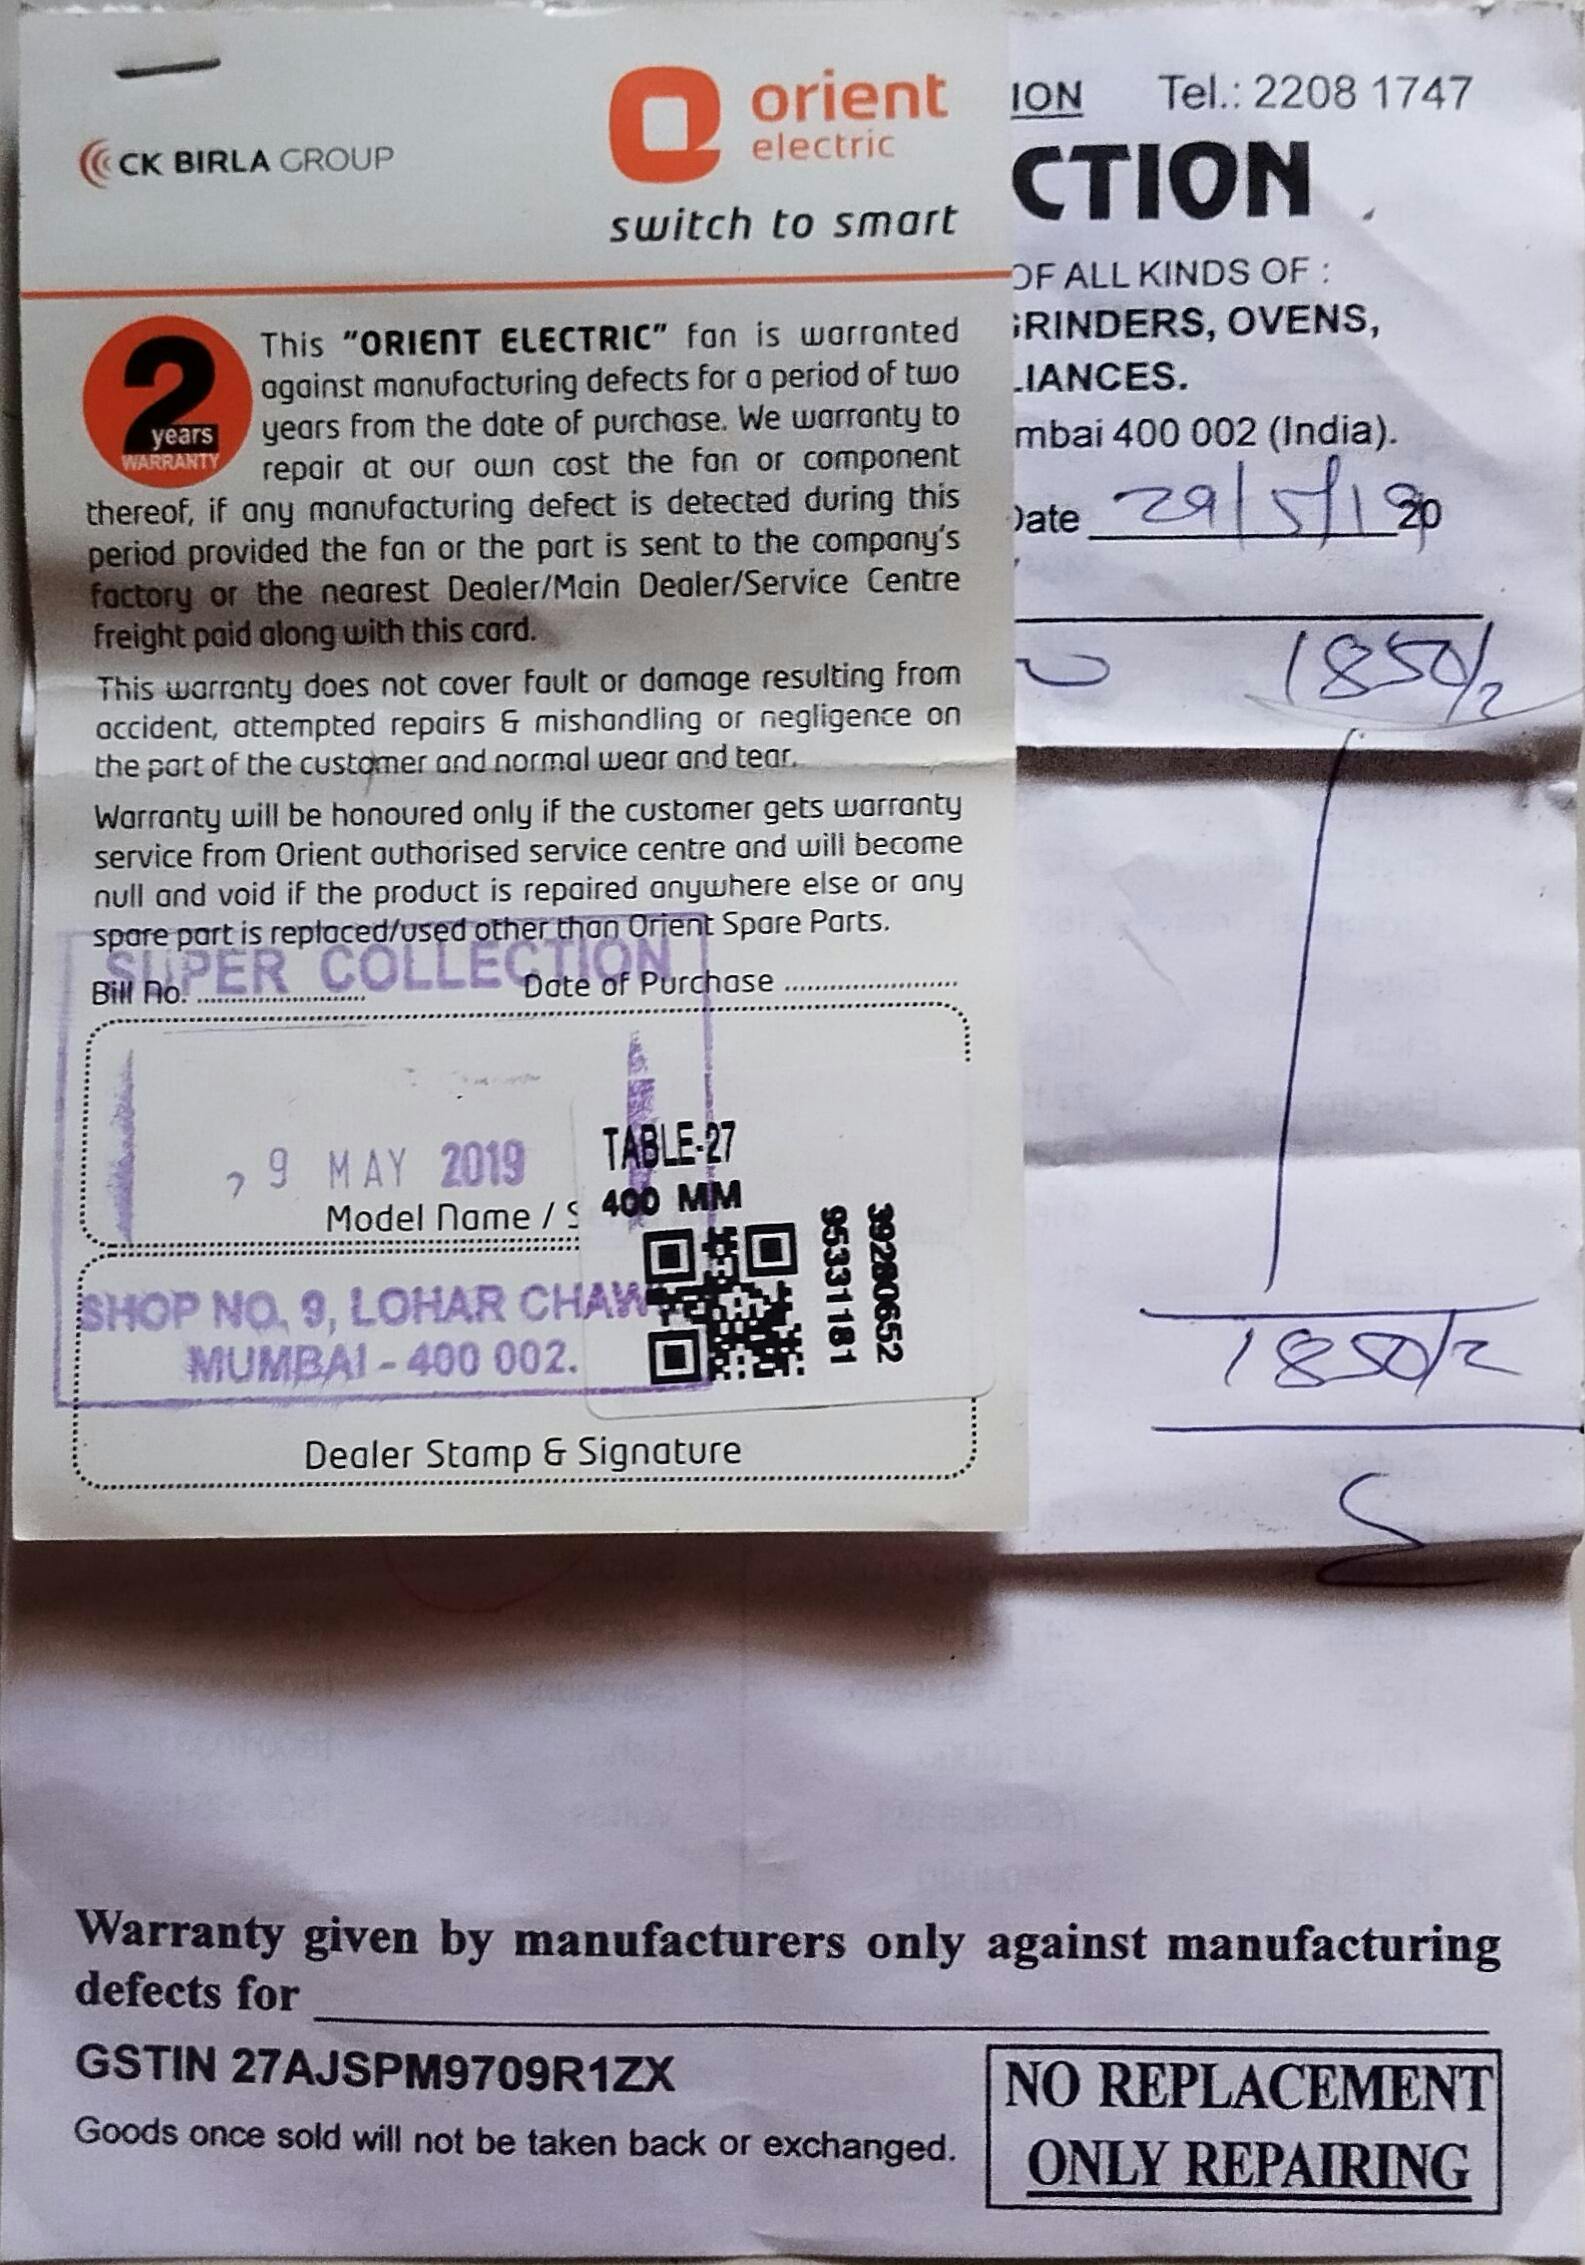 CK BIRLA GROUP
orient
electric
switch to smart
2
years
WARRANTY
This "ORIENT ELECTRIC" fan is warranted
against manufacturing defects for a period of two
years from the date of purchase. We warranty to
repair at our own cost the fan or component
thereof, if any manufacturing defect is detected during this
period provided the fan or the part is sent to the company's
factory or the nearest Dealer/Main Dealer/Service Centre
freight paid along with this card.
This warranty does not cover fault or damage resulting from
accident, attempted repairs & mishandling or negligence on
the part of the customer and normal wear and tear.
Warranty will be honoured only if the customer gets warranty
service from Orient authorised service centre and will become
null and void if the product is repaired anywhere else or any
spare part is replaced/used other than Orient Spare Parts.
SUPER COLLECTION
Bill No. Date of Purchase
9 MAY 2019
Model Name / S
TABLE-27
400 MM
95331181
39280652
SHOP NO. 9, LOHAR CHAW
MUMBAI - 400 002.
Dealer Stamp & Signature
ION Tel.: 2208 1747
CTION
OF ALL KINDS OF :
GRINDERS, OVENS,
LIANCES.
mbai 400 002 (India).
Date 29/5/19 20
1850/-
1850/-
Warranty given by manufacturers only against manufacturing
defects for
GSTIN 27AJSPM9709R1ZX
Goods once sold will not be taken back or exchanged.
NO REPLACEMENT
ONLY REPAIRING